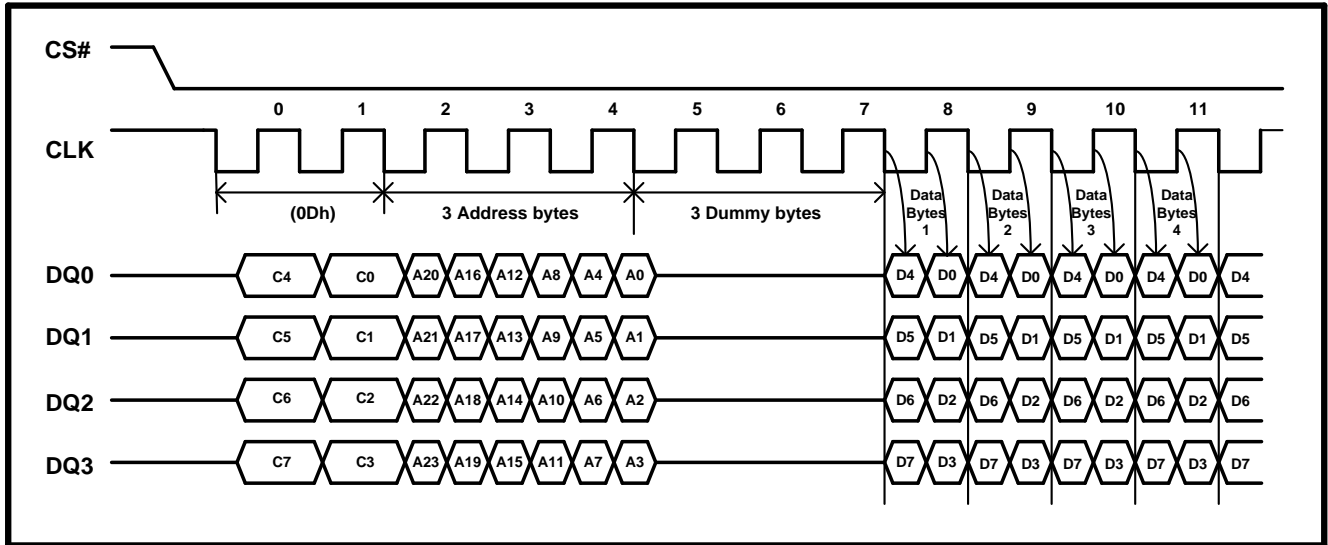 CS#
0 1 2 3 4 5 6 7 8 9 10 11
CLK
(0Dh) 3 Address bytes 3 Dummy bytes
Data Bytes 1
Data Bytes 2
Data Bytes 3
Data Bytes 4
DQ0 C4 C0 A20 A16 A12 A8 A4 A0 D4 D0 D4 D0 D4 D0 D4 D0 D4
DQ1 C5 C1 A21 A17 A13 A9 A5 A1 D5 D1 D5 D1 D5 D1 D5 D1 D5
DQ2 C6 C2 A22 A18 A14 A10 A6 A2 D6 D2 D6 D2 D6 D2 D6 D2 D6
DQ3 C7 C3 A23 A19 A15 A11 A7 A3 D7 D3 D7 D3 D7 D3 D7 D3 D7